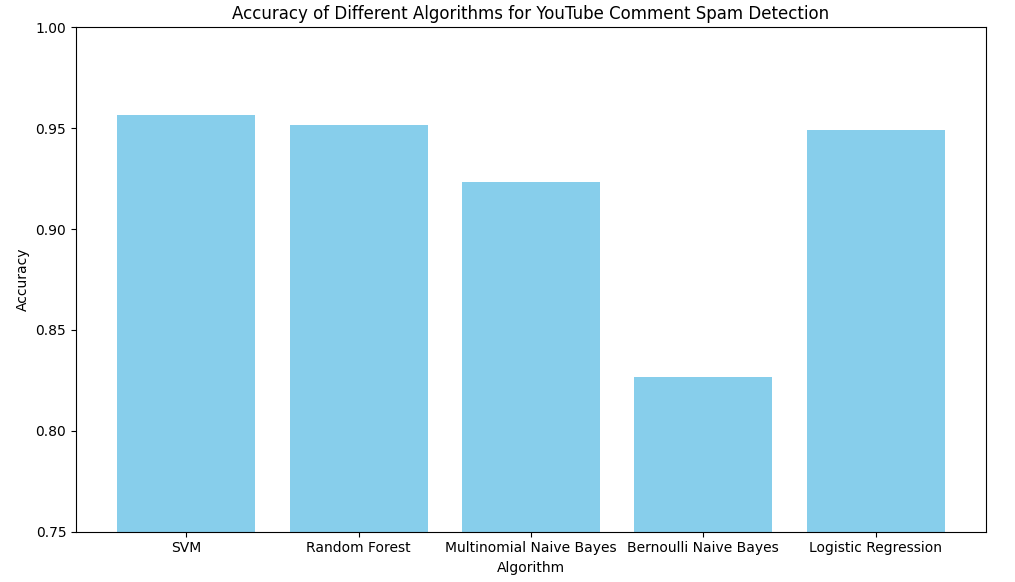 Accuracy of Different Algorithms for YouTube Comment Spam Detection
1.00
0.95
0.90
0.85
0.80
0.75
Accuracy
SVM Random Forest Multinomial Naive Bayes Bernoulli Naive Bayes Logistic Regression
Algorithm